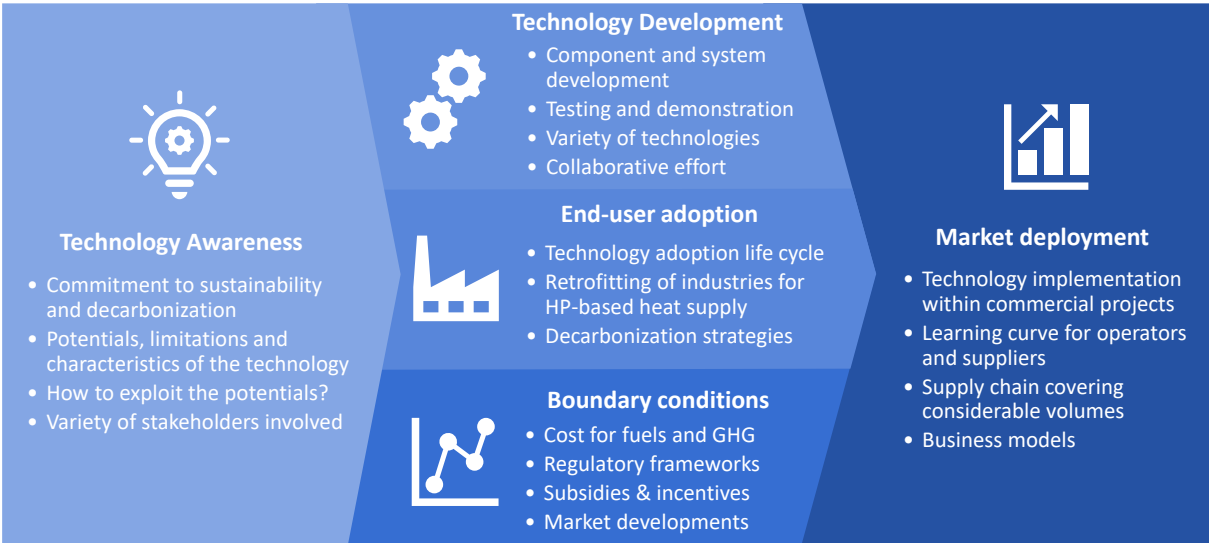 Technology Awareness
• Commitment to sustainability
and decarbonization
• Potentials, limitations and
characteristics of the technology
• How to exploit the potentials?
• Variety of stakeholders involved
Technology Development
• Component and system
development
• Testing and demonstration
• Variety of technologies
• Collaborative effort
End-user adoption
• Technology adoption life cycle
• Retrofitting of industries for
HP-based heat supply
• Decarbonization strategies
Boundary conditions
• Cost for fuels and GHG
• Regulatory frameworks
• Subsidies & incentives
• Market developments
Market deployment
• Technology implementation
within commercial projects
• Learning curve for operators
and suppliers
• Supply chain covering
considerable volumes
• Business models